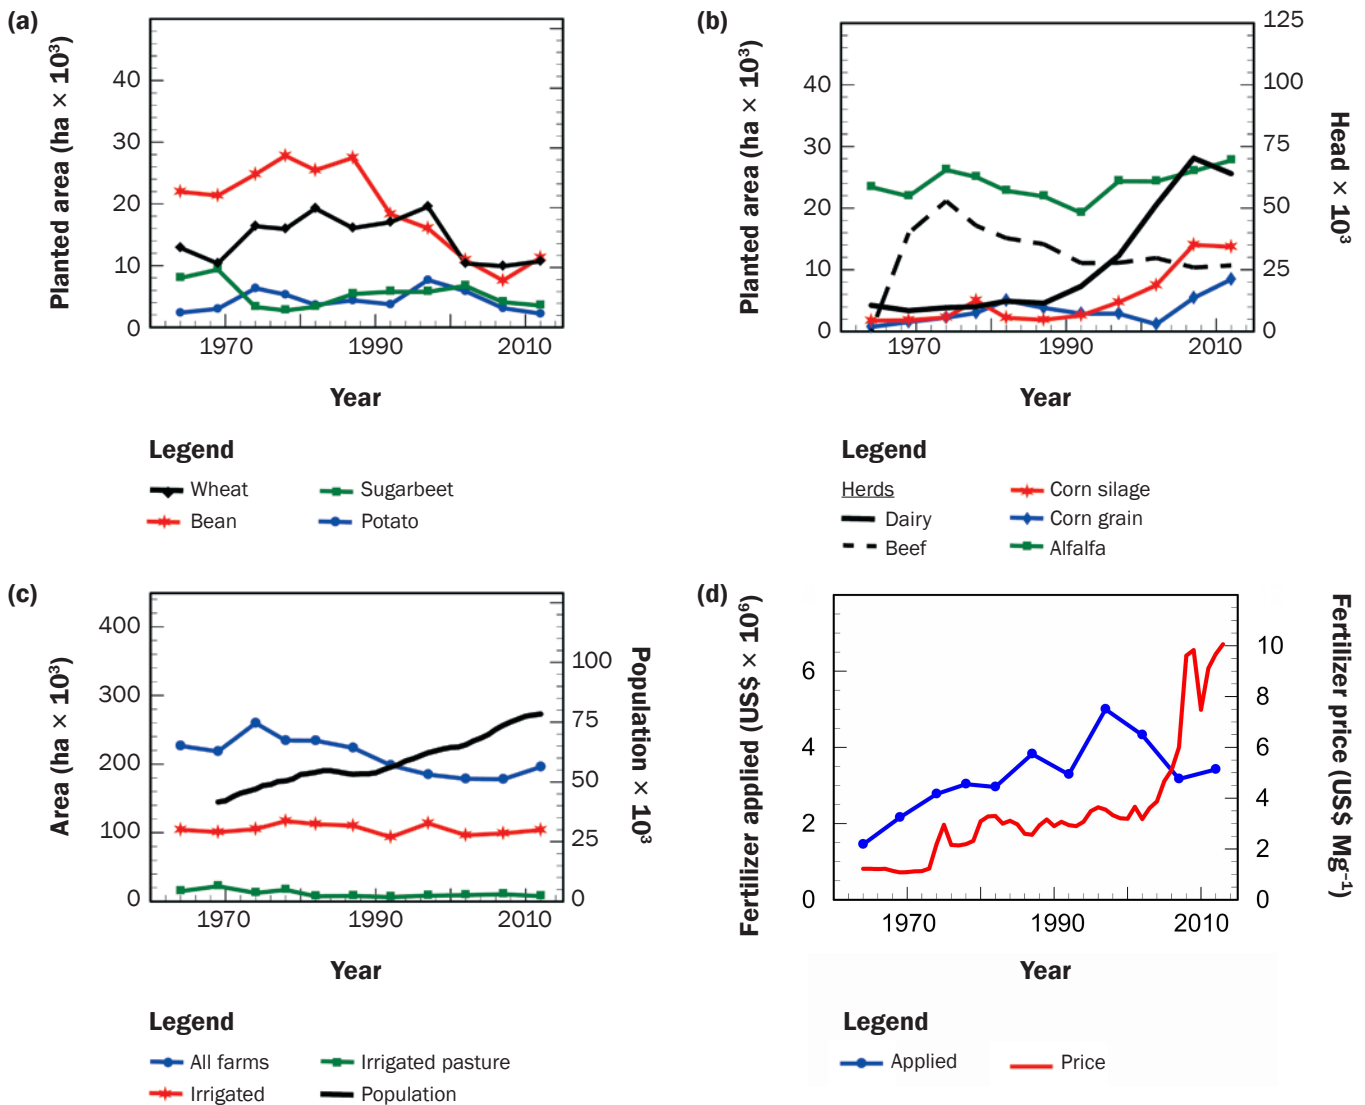 (a)
Planted area (ha × 10³)
40
30
20
10
0
1970
1990
2010
Year
Legend
Wheat
Sugarbeet
Bean
Potato
(b)
Planted area (ha × 10³)
40
30
20
10
0
125
100
75
50
25
0
Head × 10³
1970
1990
2010
Year
Legend
Herds
Corn silage
Dairy
Corn grain
Beef
Alfalfa
(c)
Area (ha × 10³)
400
300
200
100
0
100
75
50
25
0
Population × 10³
1970
1990
2010
Year
Legend
All farms
Irrigated pasture
Irrigated
Population
(d)
Fertilizer applied (US$ × 10⁶)
6
4
2
0
10
8
6
4
2
0
Fertilizer price (US$ Mg⁻¹)
1970
1990
2010
Year
Legend
Applied
Price